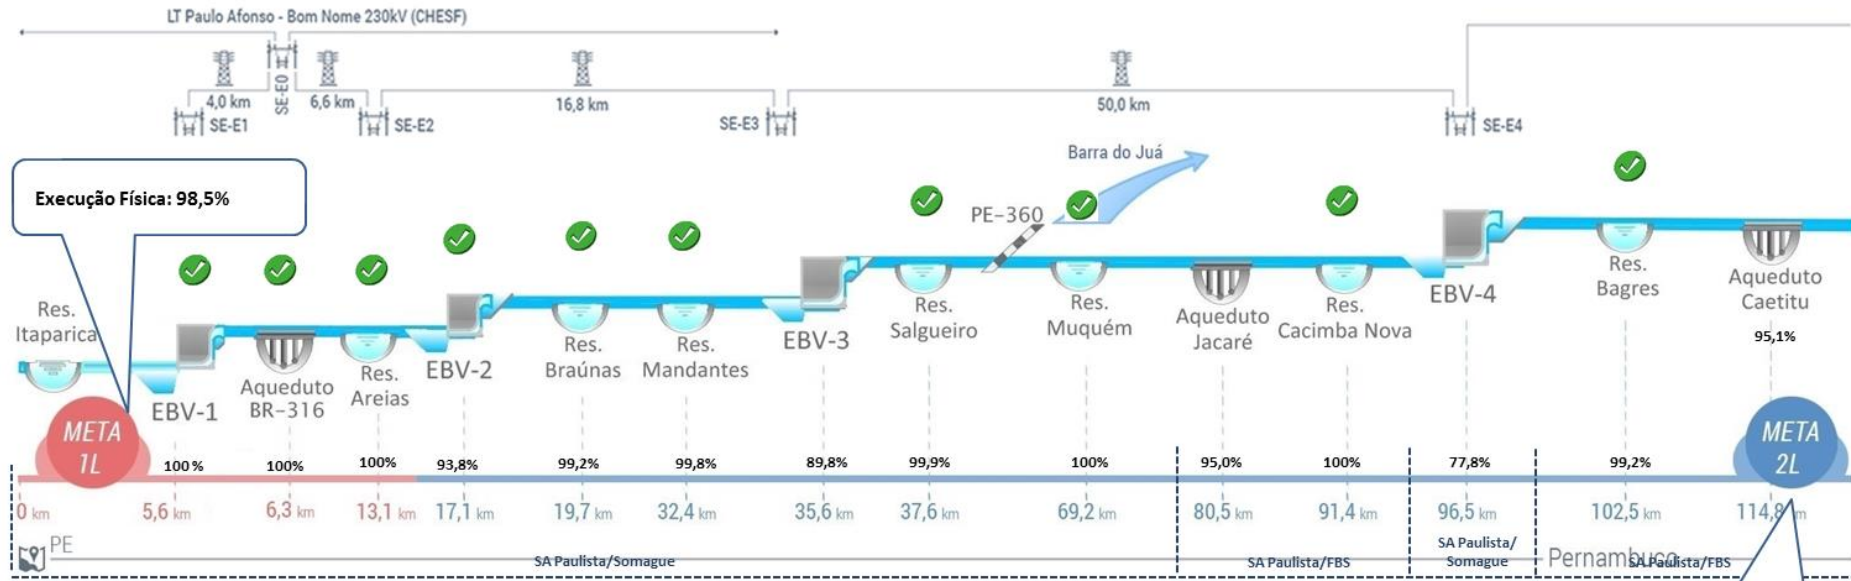 LT Paulo Afonso - Bom Nome 230kV (CHESF)
SE-E0
4,0 km
6,6 km
16,8 km
50,0 km
SE-E1
SE-E2
SE-E3
SE-E4
Barra do Juá
Execução Física: 98,5%
PE-360
Res.
Itaparica
EBV-1
Aqueduto
BR-316
Res.
Areias
EBV-2
Res.
Braúnas
Res.
Mandantes
EBV-3
Res.
Salgueiro
Res.
Muquém
Aqueduto
Jacaré
Res.
Cacimba Nova
EBV-4
Res.
Bagres
Aqueduto
Caetitu
95,1%
META
1L
META
2L
100 % 100% 100% 93,8% 99,2% 99,8% 89,8% 99,9% 100% 95,0% 100% 77,8% 99,2%
0 km 5,6 km 6,3 km 13,1 km 17,1 km 19,7 km 32,4 km 35,6 km 37,6 km 69,2 km 80,5 km 91,4 km 96,5 km 102,5 km 114,8
PE
SA Paulista/Somague
SA Paulista/FBS
SA Paulista/
Somague
Pernambuco
SA Paulista/FBS